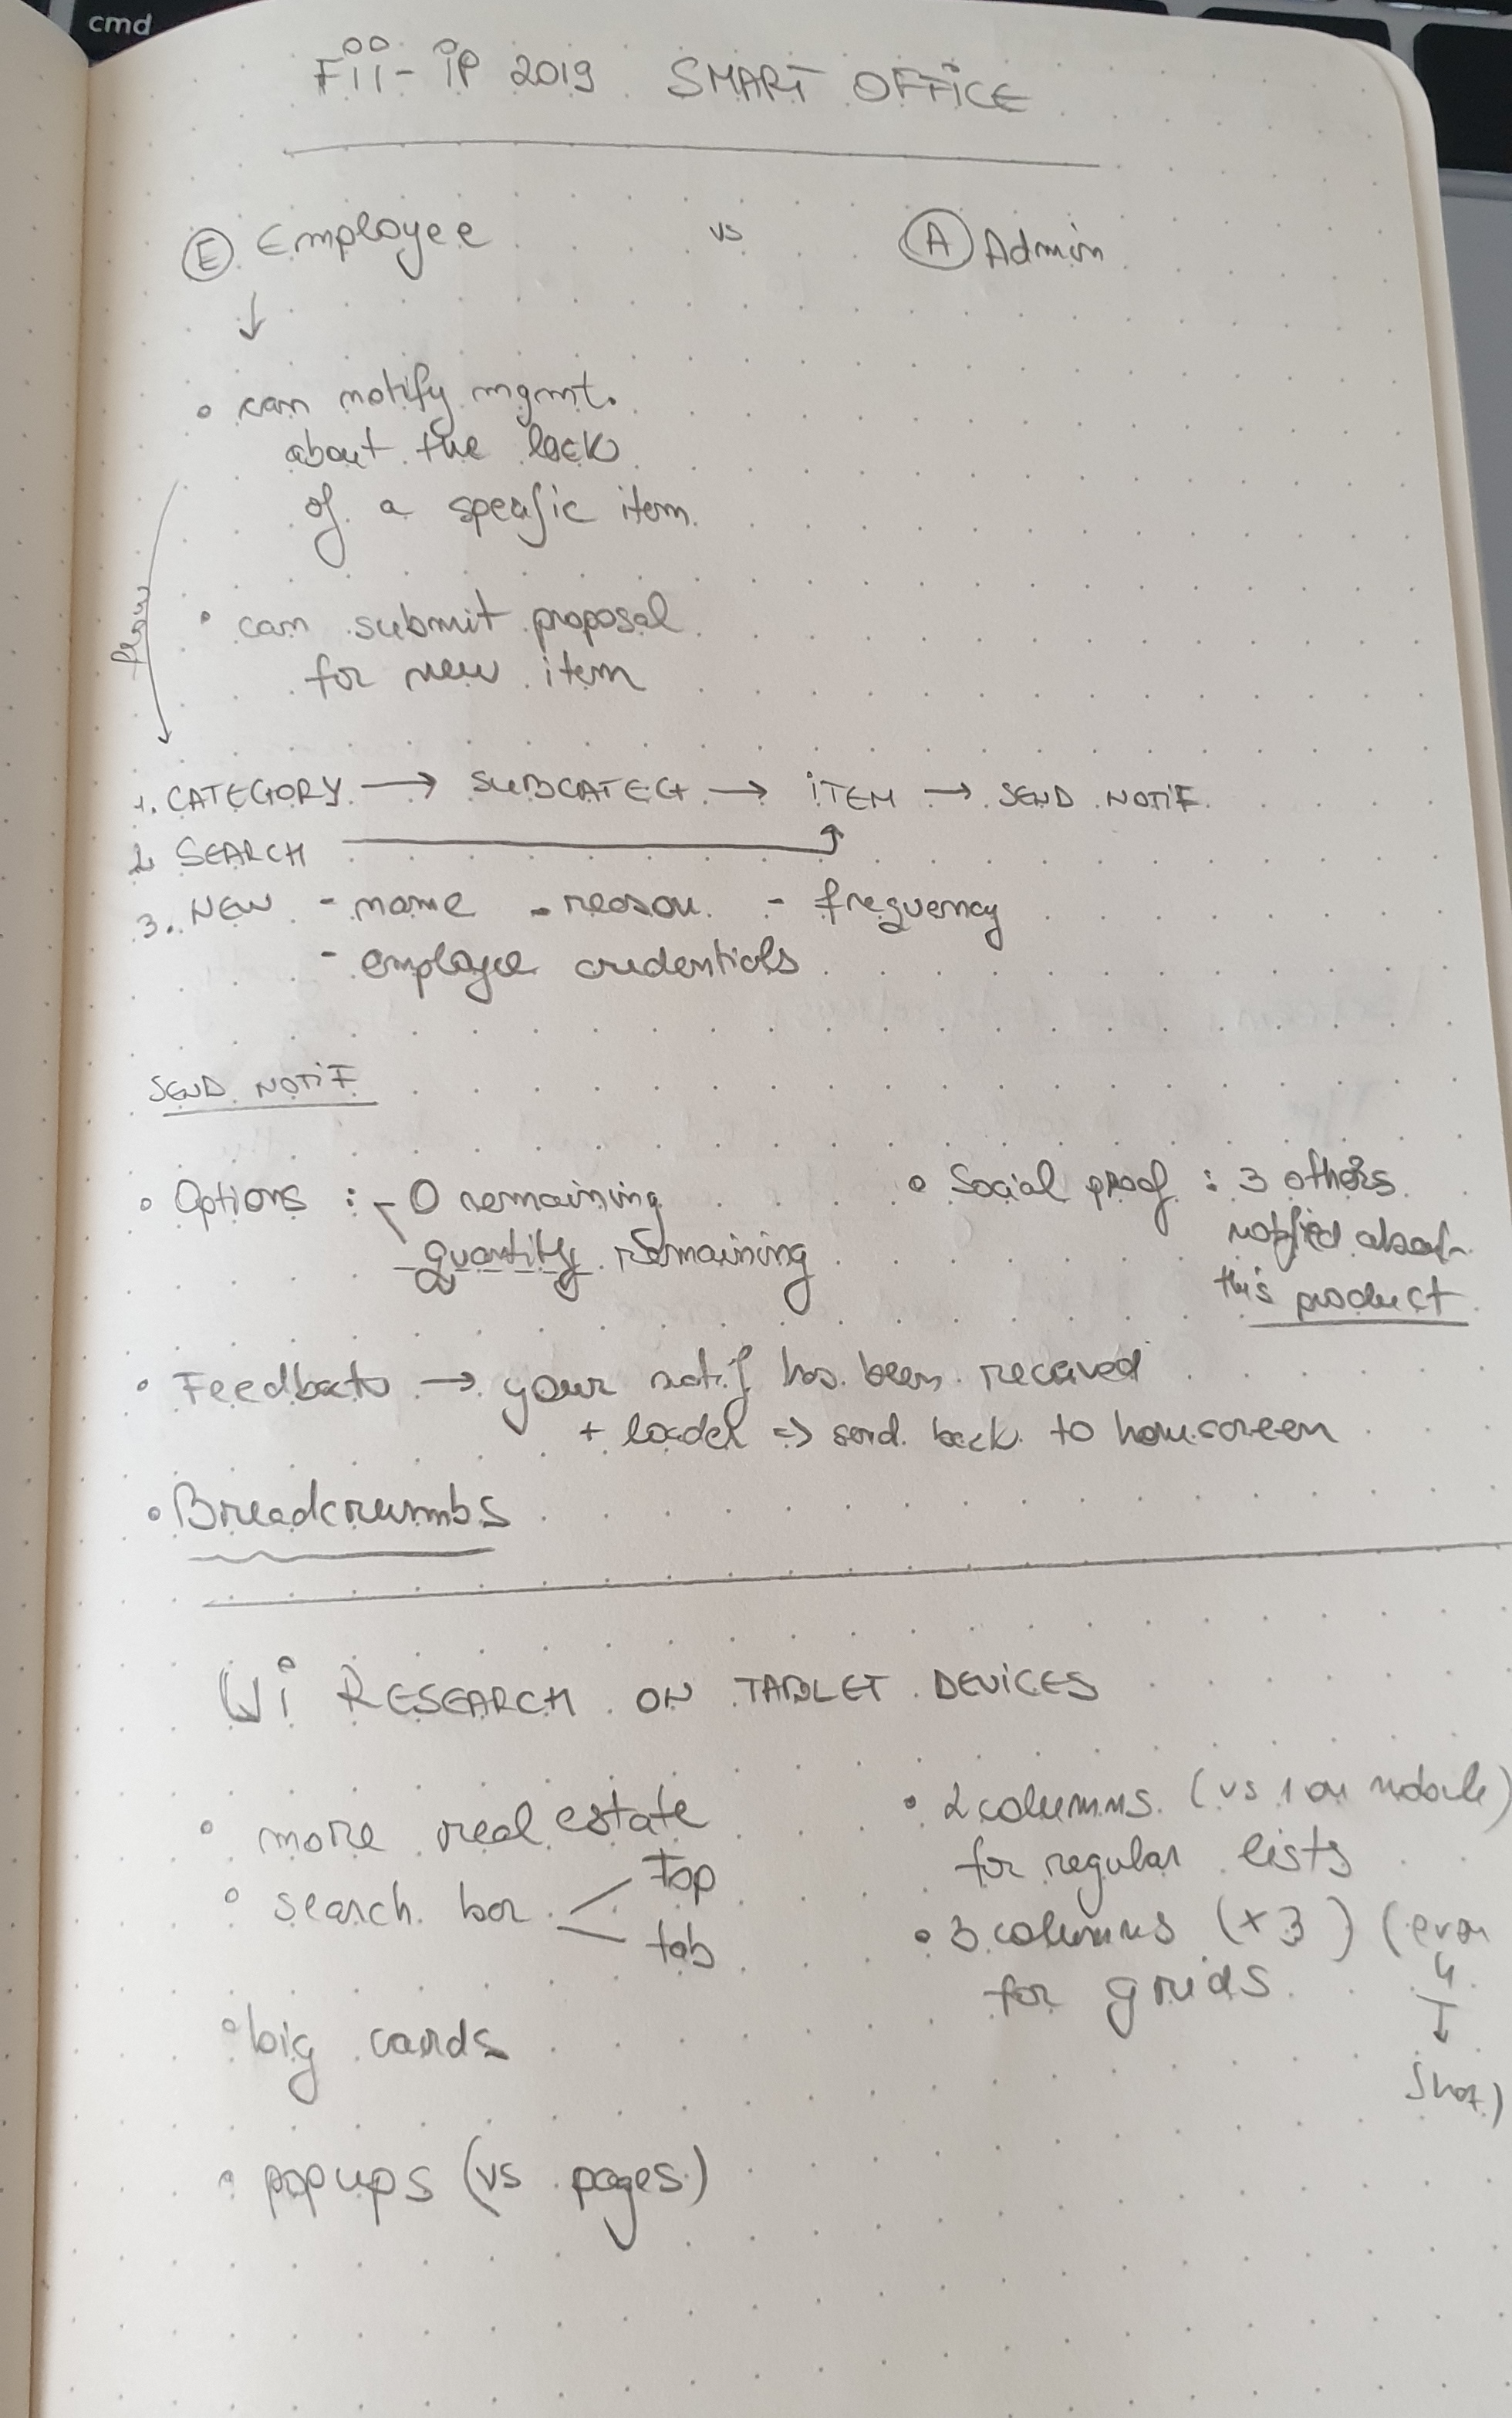 cmd
Fii-iP 2019 SMART OFFiCE
E Employee vs A Admin
• can notify mgmt.
about the lack
of a specific item.
flow
• can submit proposal
for new item
1. CATEGORY → SUBCATEG → iTEM → SEND NOTiF.
2. SEARCH
3. NEW - name - reason - frequency
- employee credentials
SEND NOTiF
• Options : - 0 remaining
quantity remaining
• Social proof : 3 others
notified about
this product
• Feedback → your notif has been received
+ loader => send back to homescreen
• Breadcrumbs
Ui RESEARCH ON TABLET DEViCES
• more real estate
• search bar < top
tab
• big cards
• popups (vs pages)
• 2 columns (vs 1 on mobile)
for regular lists
• 3 columns (+3) (even
for grids 4